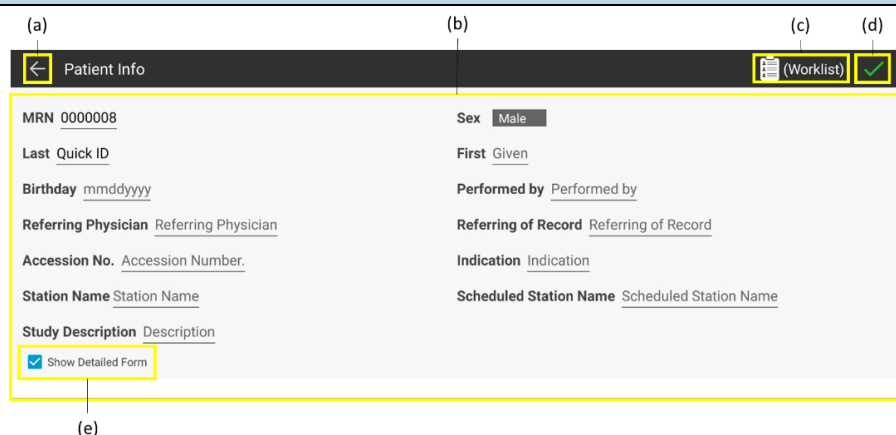 (a) (b) (c) (d)
Patient Info (Worklist)
MRN 0000008 Sex Male
Last Quick ID First Given
Birthday mmddyyyy Performed by Performed by
Referring Physician Referring Physician Referring of Record Referring of Record
Accession No. Accession Number. Indication Indication
Station Name Station Name Scheduled Station Name Scheduled Station Name
Study Description Description
Show Detailed Form
(e)